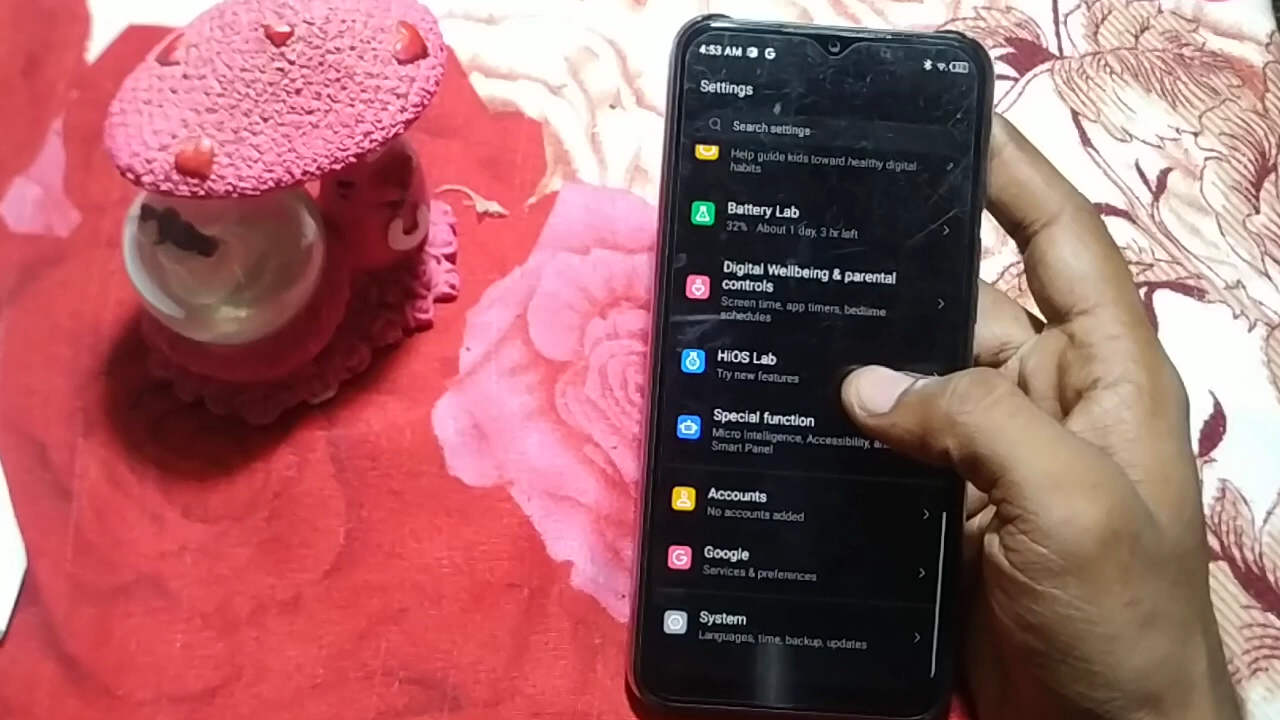 4:53 AM
Settings
Search settings
Help guide kids toward healthy digital
habits
Battery Lab
32% · About 1 day, 3 hr left
Digital Wellbeing & parental
controls
Screen time, app timers, bedtime
schedules
HiOS Lab
Try new features
Special function
Micro Intelligence, Accessibility,
Smart Panel
Accounts
No accounts added
Google
Services & preferences
System
Languages, time, backup, updates